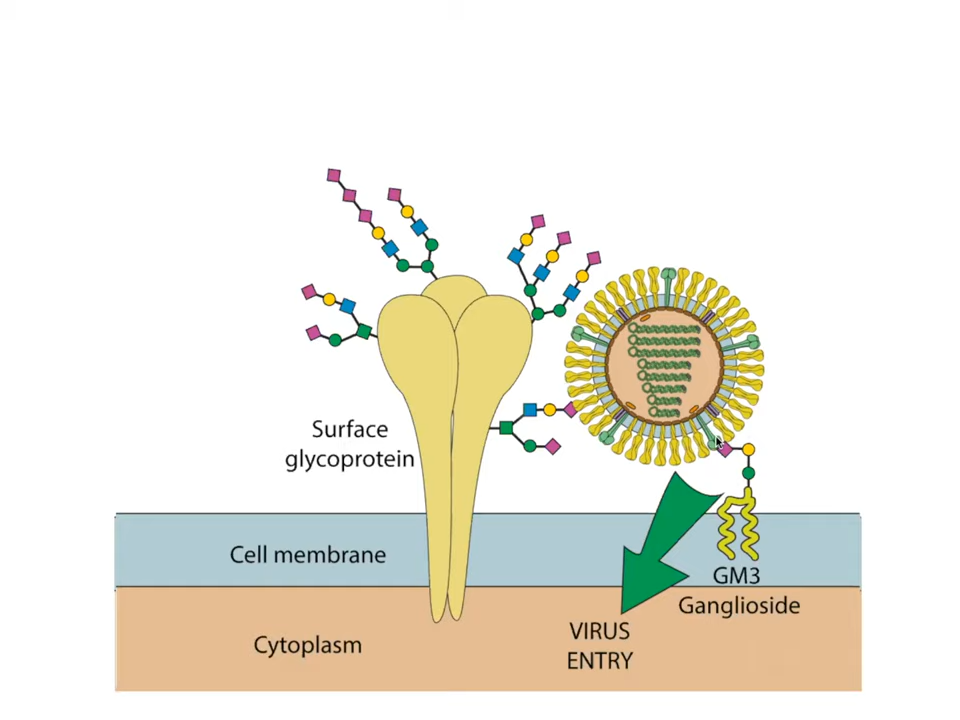 Surface
glycoprotein
Cell membrane
GM3
Ganglioside
Cytoplasm
VIRUS
ENTRY